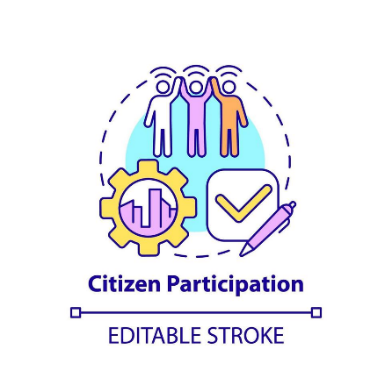 Citizen Participation
EDITABLE STROKE